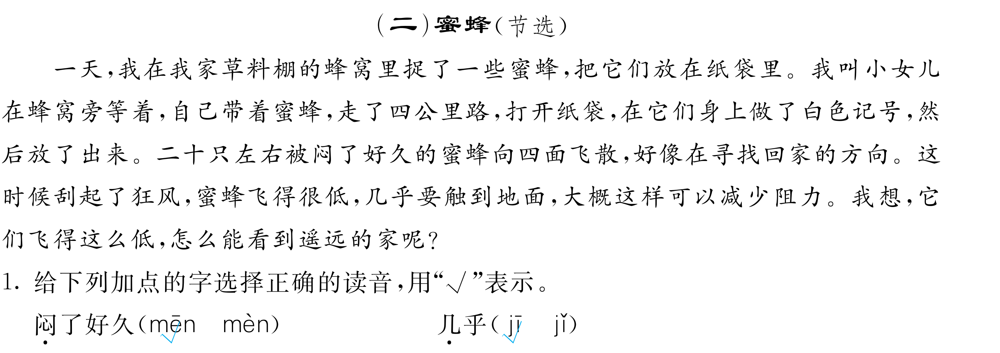 (二)蜜蜂(节选)
一天,我在我家草料棚的蜂窝里捉了一些蜜蜂,把它们放在纸袋里。我叫小女儿
在蜂窝旁等着,自己带着蜜蜂,走了四公里路,打开纸袋,在它们身上做了白色记号,然
后放了出来。二十只左右被闷了好久的蜜蜂向四面飞散,好像在寻找回家的方向。这
时候刮起了狂风,蜜蜂飞得很低,几乎要触到地面,大概这样可以减少阻力。我想,它
们飞得这么低,怎么能看到遥远的家呢?
1. 给下列加点的字选择正确的读音,用“√”表示。
闷了好久(mēn√ mèn) 几乎(jī√ jǐ)